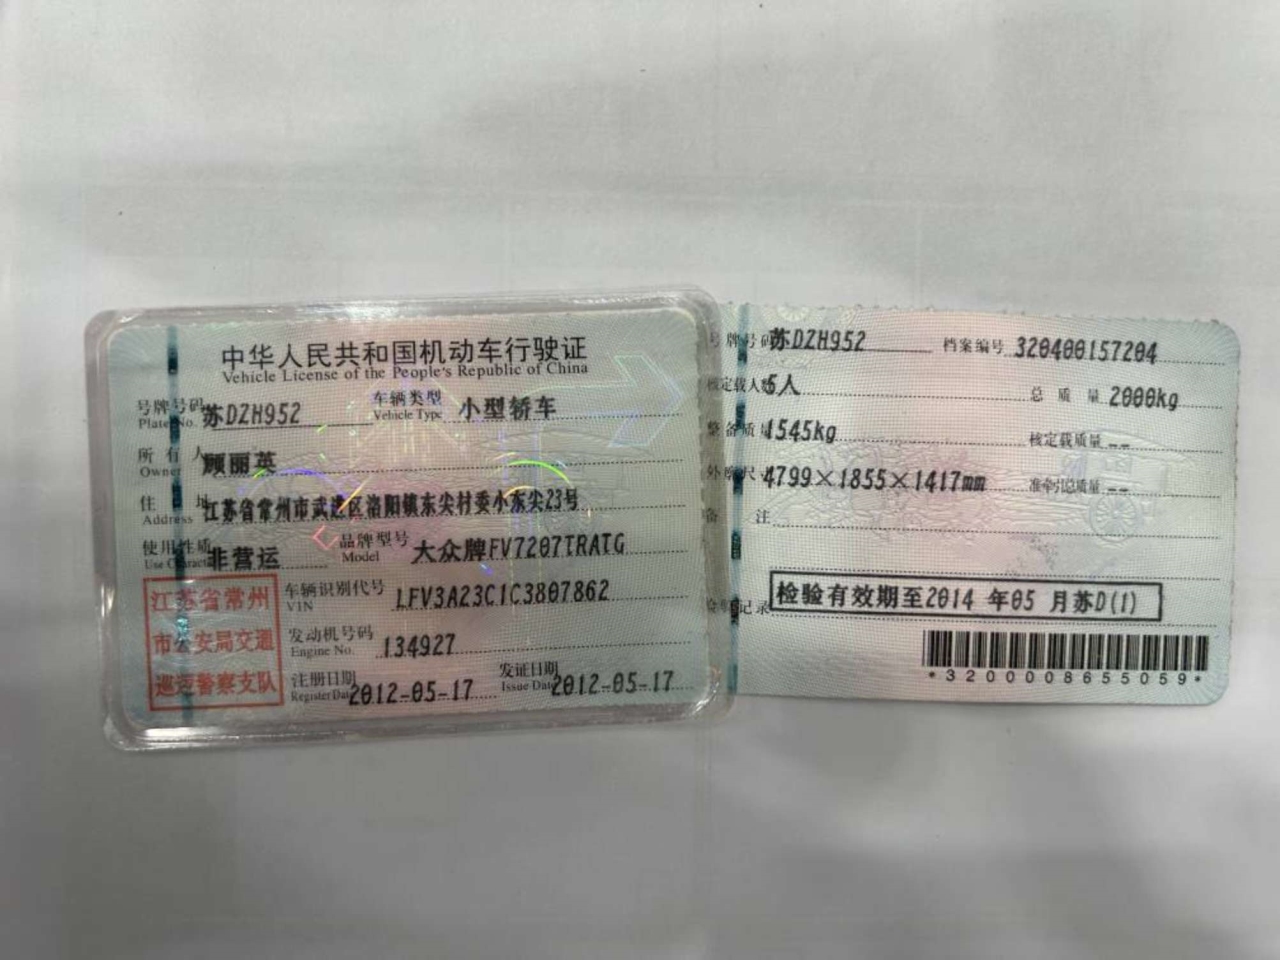 中华人民共和国机动车行驶证
Vehicle License of the People's Republic of China
号牌号码 苏DZH952 车辆类型 小型轿车
Plate No. Vehicle Type
所有人 顾丽英
Owner
住址 江苏省常州市武进区洛阳镇东尖村委小东尖23号
Address
使用性质 非营运 品牌型号 大众牌FV7207TRATG
Use Charact Model
江苏省常州
市公安局交通
巡逻警察支队
车辆识别代号 LFV3A23C1C3807862
VIN
发动机号码 134927
Engine No.
注册日期 2012-05-17 发证日期 2012-05-17
Register Dat Issue Dat
号牌号码 苏DZH952 档案编号 320400157204
核定载人数 5人 总质量 2000kg
整备质量 1545kg 核定载质量 --
外廓尺 4799×1855×1417mm 准牵引总质量 --
备注
检验记录 检验有效期至2014 年05 月苏D(1)
*3200008655059*